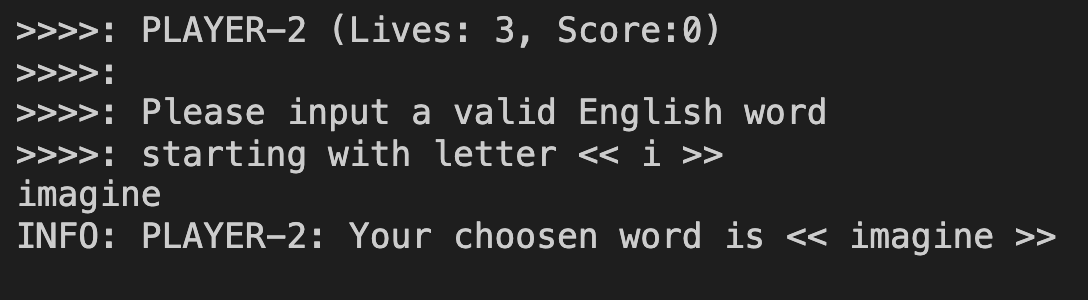 >>>>: PLAYER-2 (Lives: 3, Score:0)
>>>>:
>>>>: Please input a valid English word
>>>>: starting with letter << i >>
imagine
INFO: PLAYER-2: Your choosen word is << imagine >>